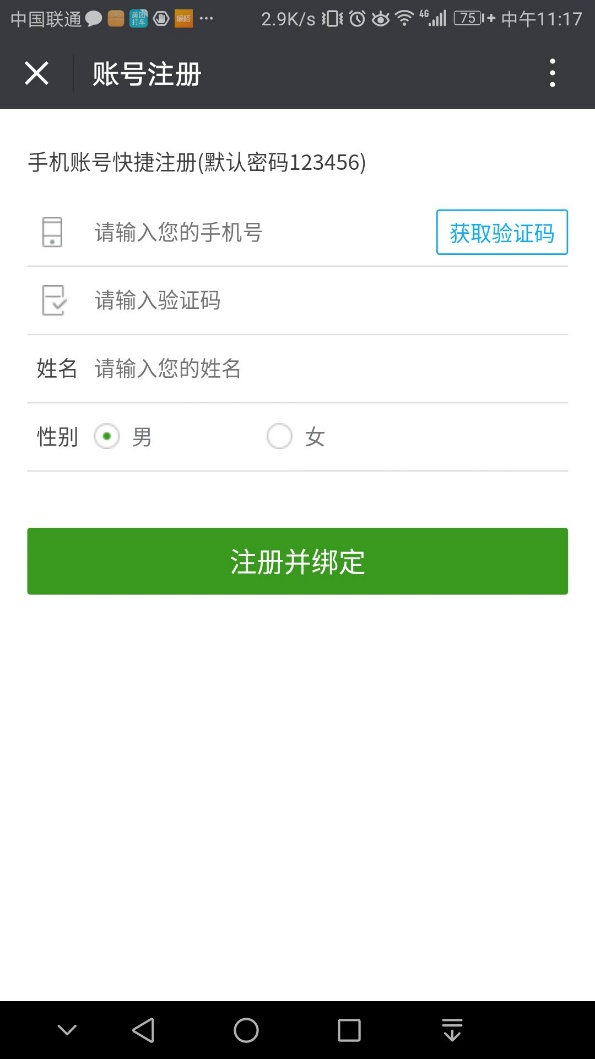 中国联通 2.9K/s 4G 75 中午11:17
账号注册
手机账号快捷注册(默认密码123456)
请输入您的手机号 获取验证码
请输入验证码
姓名 请输入您的姓名
性别 男 女
注册并绑定